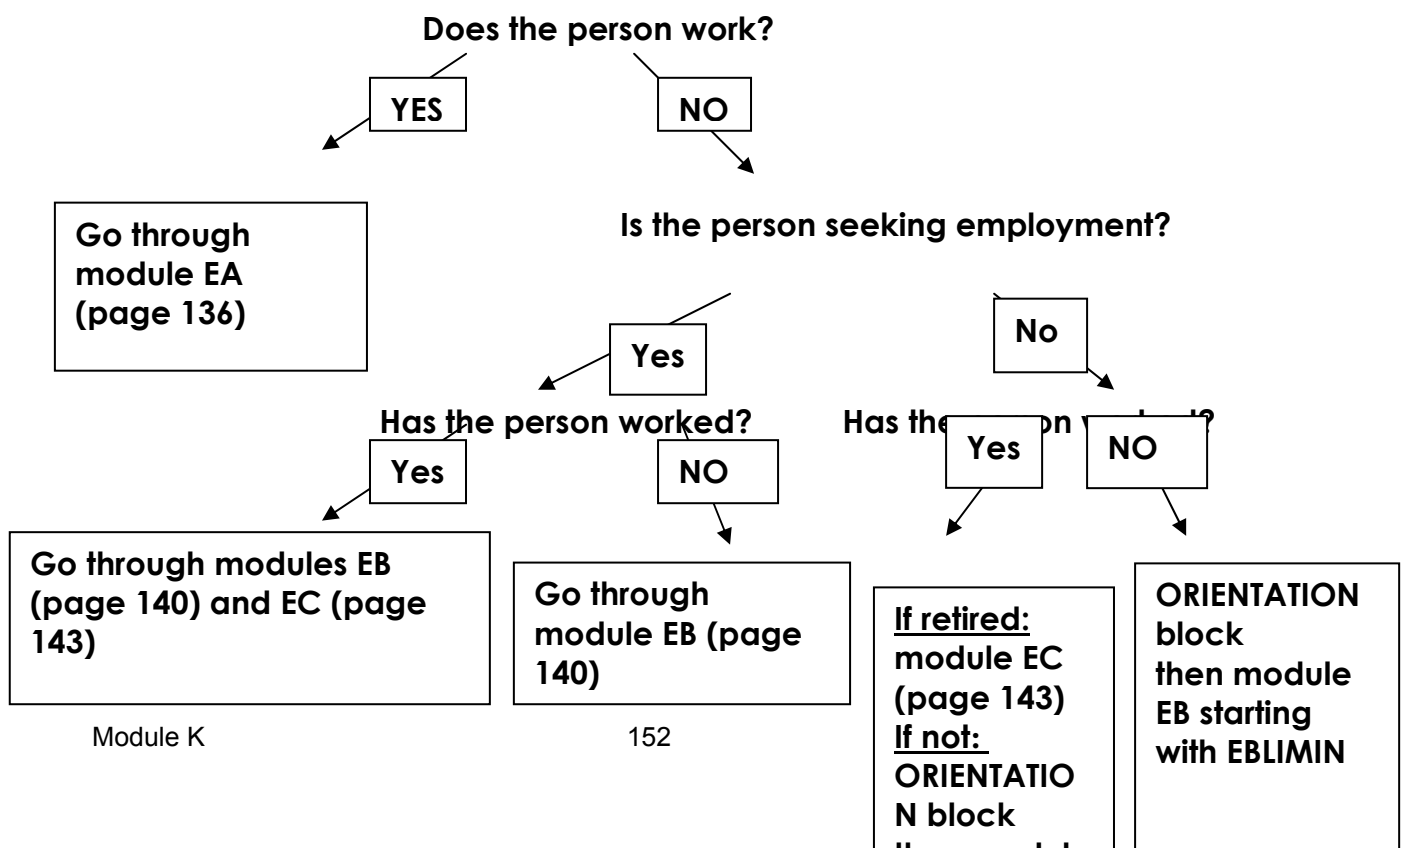 Does the person work?
YES
NO
Go through
module EA
(page 136)
Is the person seeking employment?
Yes
No
Has the person worked?
Has the
on
?
Yes
NO
Yes
NO
Go through modules EB
(page 140) and EC (page
143)
Go through
module EB (page
140)
If retired:
module EC
(page 143)
If not:
ORIENTATIO
N block
ORIENTATION
block
then module
EB starting
with EBLIMIN
Module K
152